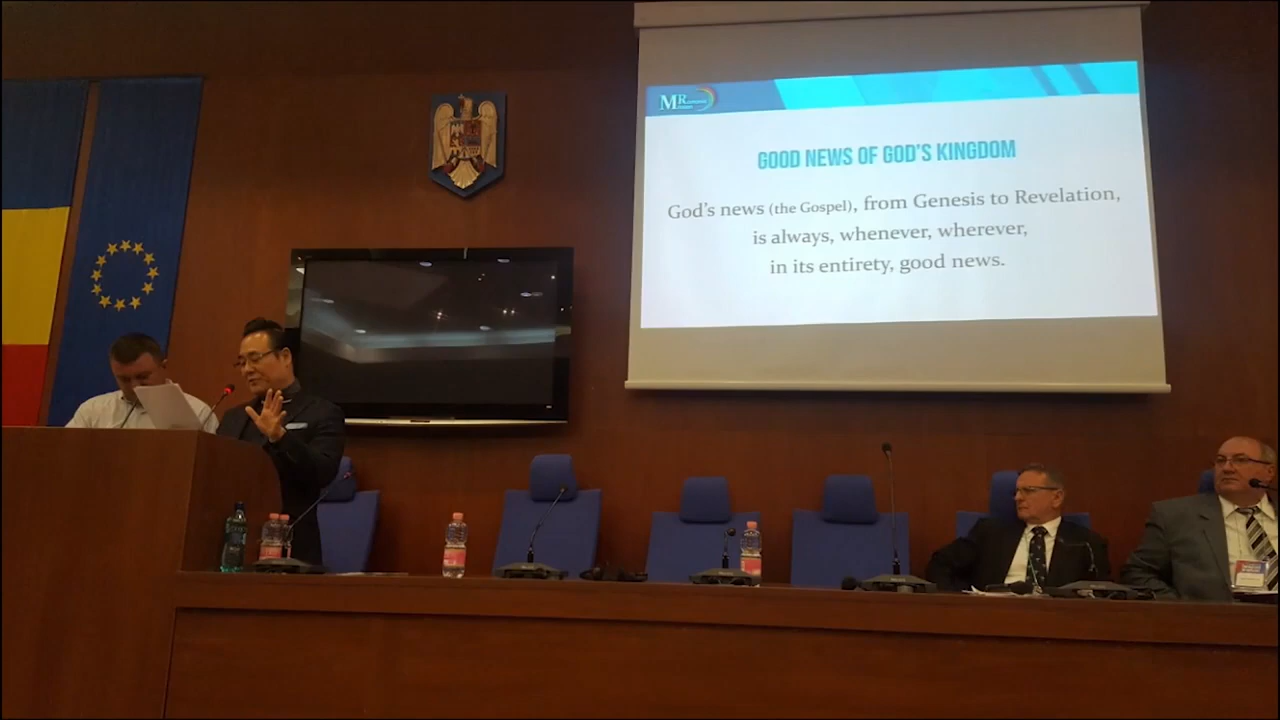 MR
GOOD NEWS OF GOD'S KINGDOM
God's news (the Gospel), from Genesis to Revelation,
is always, whenever, wherever,
in its entirety, good news.